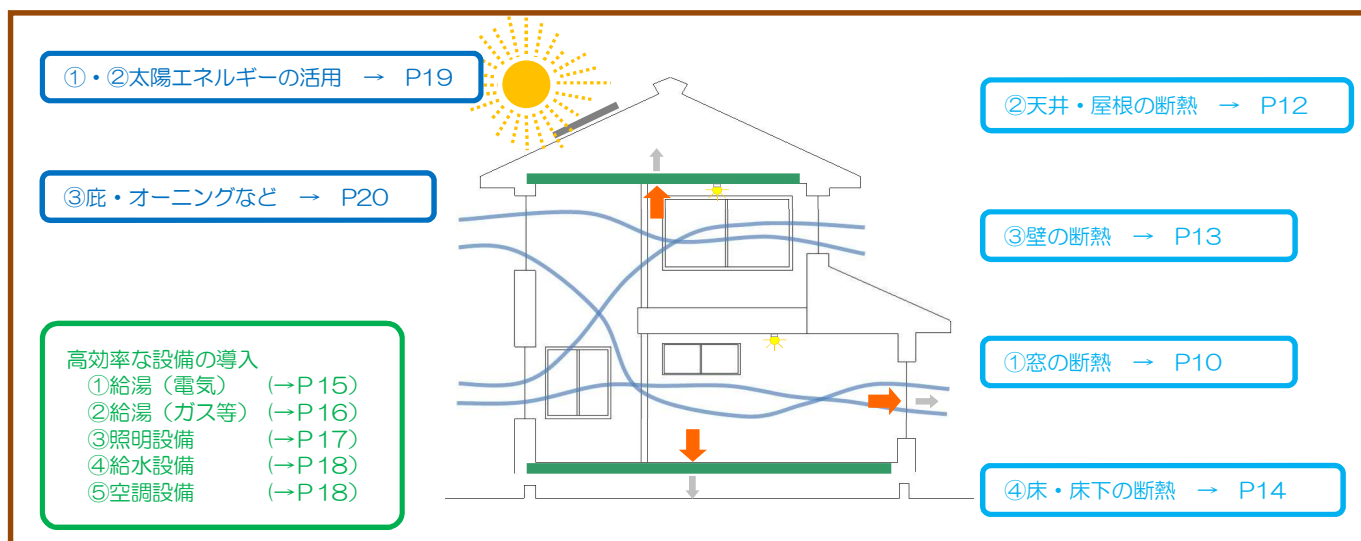 ①・②太陽エネルギーの活用 → P19
③庇・オーニングなど → P20
高効率な設備の導入
①給湯(電気) (→P15)
②給湯(ガス等) (→P16)
③照明設備 (→P17)
④給水設備 (→P18)
⑤空調設備 (→P18)
②天井・屋根の断熱 → P12
③壁の断熱 → P13
①窓の断熱 → P10
④床・床下の断熱 → P14